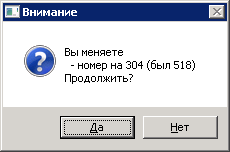 Внимание
Вы меняете
- номер на 304 (был 518)
Продолжить?
Да
Нет